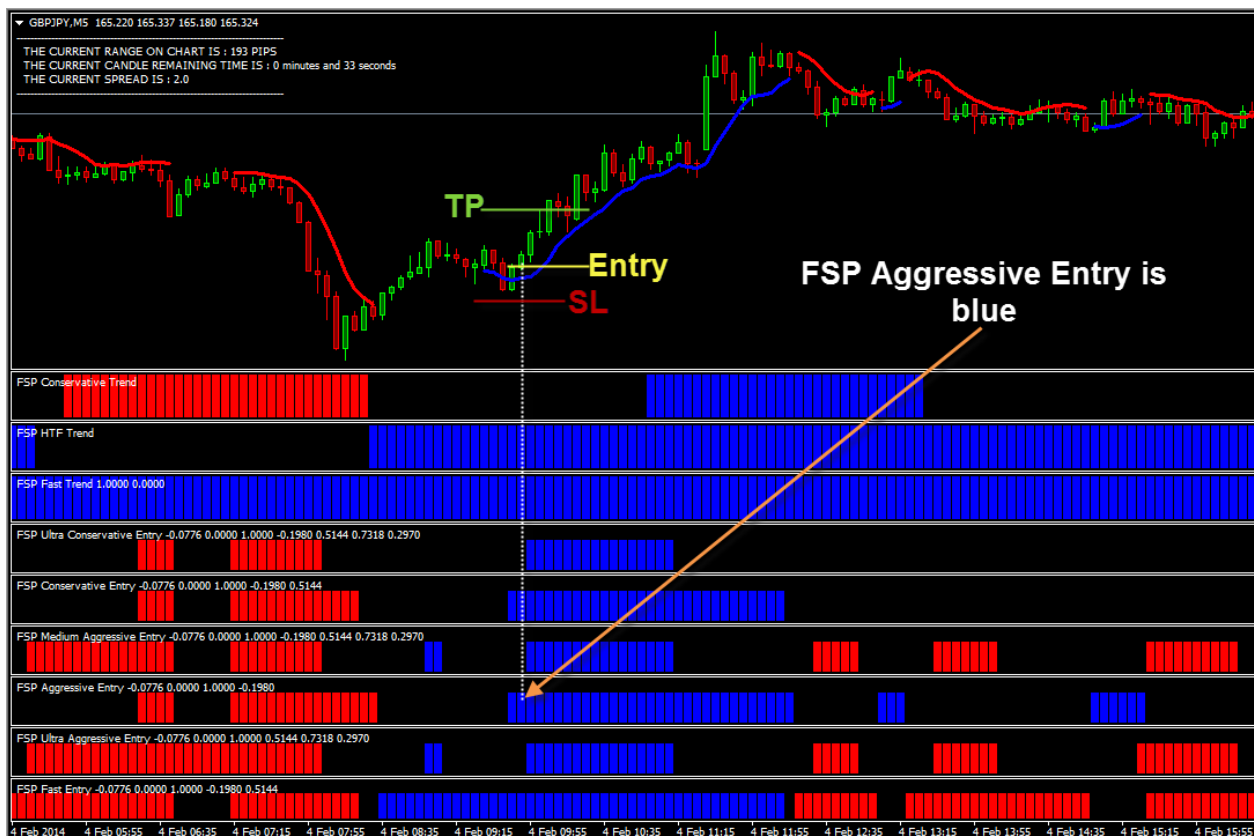 GBPJPY,M5 165.220 165.337 165.180 165.324
THE CURRENT RANGE ON CHART IS : 193 PIPS
THE CURRENT CANDLE REMAINING TIME IS : 0 minutes and 33 seconds
THE CURRENT SPREAD IS : 2.0
TP
Entry
SL
FSP Aggressive Entry is
blue
FSP Conservative Trend
FSP HTF Trend
FSP Fast Trend 1.0000 0.0000
FSP Ultra Conservative Entry -0.0776 0.0000 1.0000 -0.1980 0.5144 0.7318 0.2970
FSP Conservative Entry -0.0776 0.0000 1.0000 -0.1980 0.5144
FSP Medium Aggressive Entry -0.0776 0.0000 1.0000 -0.1980 0.5144 0.7318 0.2970
FSP Aggressive Entry -0.0776 0.0000 1.0000 -0.1980
FSP Ultra Aggressive Entry -0.0776 0.0000 1.0000 0.5144 0.7318 0.2970
FSP Fast Entry -0.0776 0.0000 1.0000 -0.1980 0.5144
4 Feb 2014 4 Feb 05:55 4 Feb 06:35 4 Feb 07:15 4 Feb 07:55 4 Feb 08:35 4 Feb 09:15 4 Feb 09:55 4 Feb 10:35 4 Feb 11:15 4 Feb 11:55 4 Feb 12:35 4 Feb 13:15 4 Feb 13:55 4 Feb 14:35 4 Feb 15:15 4 Feb 15:55